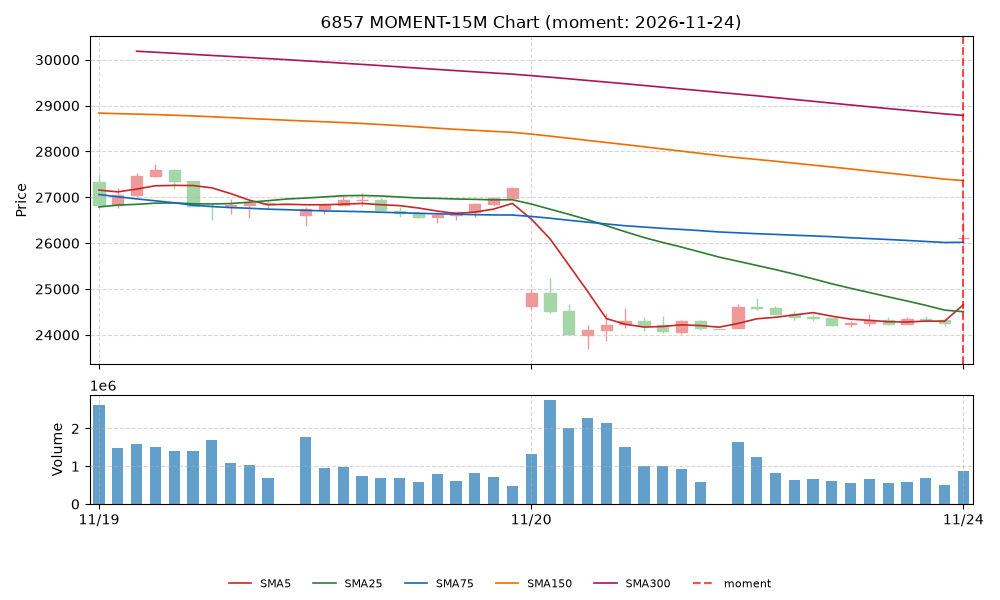 6857 MOMENT-15M Chart (moment: 2026-11-24)
30000
29000
28000
27000
26000
25000
24000
Price
1e6
2
1
0
Volume
11/19
11/20
11/24
SMA5
SMA25
SMA75
SMA150
SMA300
moment